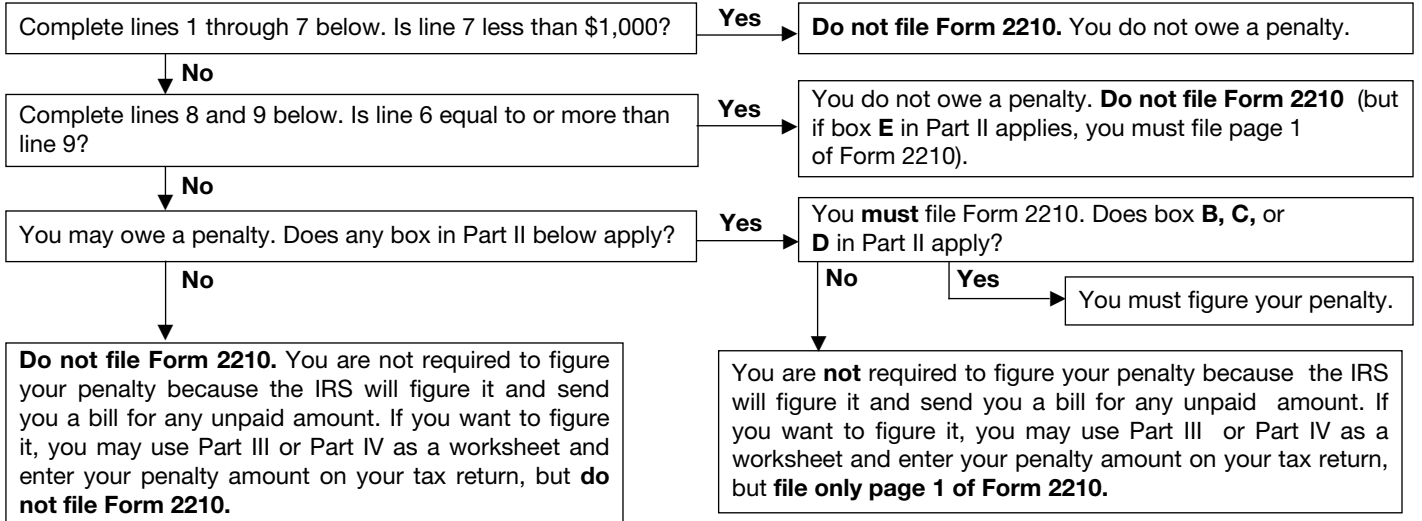 Complete lines 1 through 7 below. Is line 7 less than $1,000?
Yes
Do not file Form 2210. You do not owe a penalty.
No
Complete lines 8 and 9 below. Is line 6 equal to or more than
line 9?
Yes
You do not owe a penalty. Do not file Form 2210 (but
if box E in Part II applies, you must file page 1
of Form 2210).
No
You may owe a penalty. Does any box in Part II below apply?
Yes
You must file Form 2210. Does box B, C, or
D in Part II apply?
No
Yes
You must figure your penalty.
No
Do not file Form 2210. You are not required to figure
your penalty because the IRS will figure it and send
you a bill for any unpaid amount. If you want to figure
it, you may use Part III or Part IV as a worksheet and
enter your penalty amount on your tax return, but do
not file Form 2210.
You are not required to figure your penalty because the IRS
will figure it and send you a bill for any unpaid amount. If
you want to figure it, you may use Part III or Part IV as a
worksheet and enter your penalty amount on your tax return,
but file only page 1 of Form 2210.